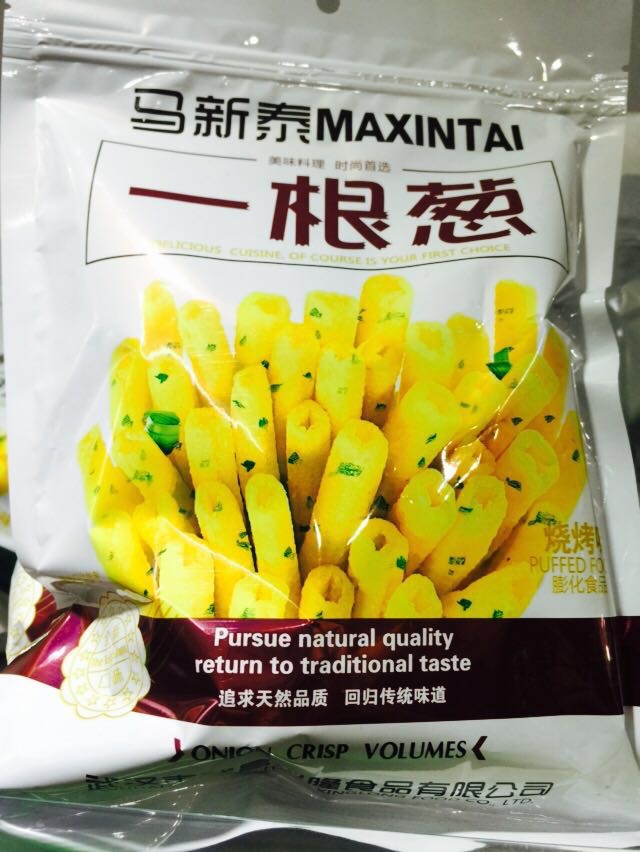 马新泰MAXINTAI
美味料理 时尚首选
一根葱
DELICIOUS CUISINE, OF COURSE IS YOUR FIRST CHOICE
烧烤
PUFFED
膨化食品
Pursue natural quality
return to traditional taste
追求天然品质 回归传统味道
ONION CRISP VOLUMES
隆食品有限公司
FOOD CO., LTD.